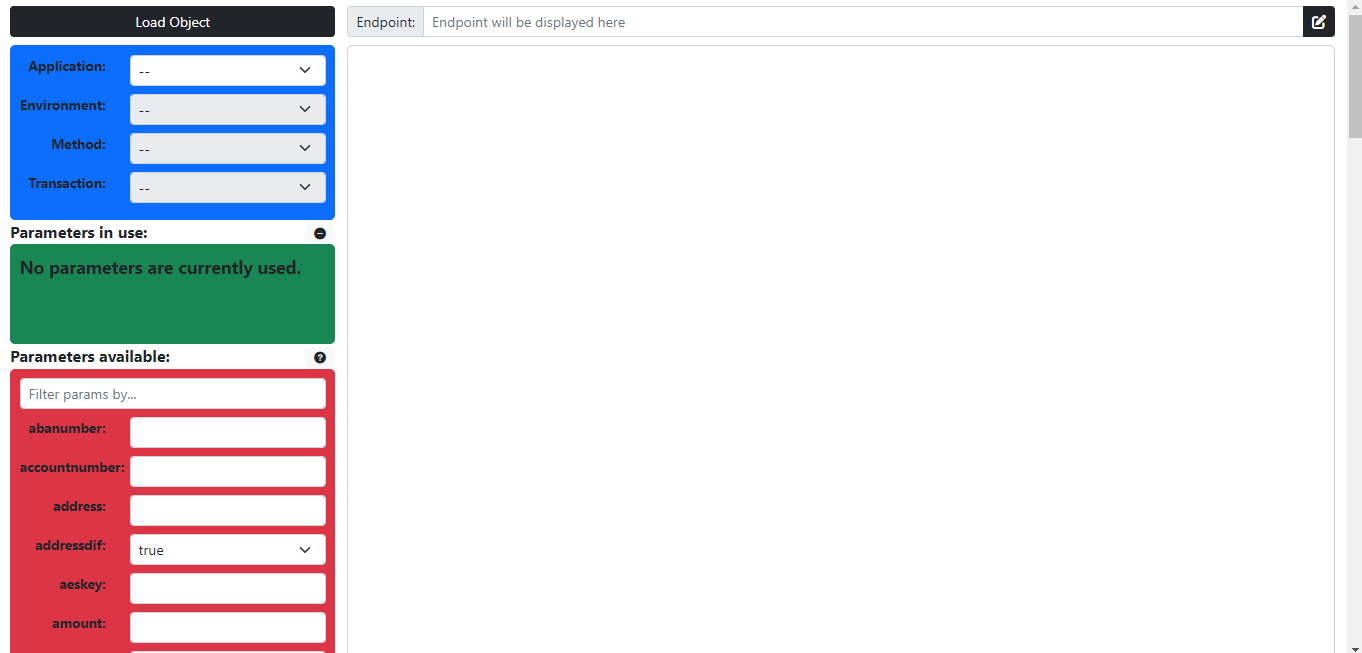 Load Object
Endpoint: Endpoint will be displayed here
Application: --
Environment: --
Method: --
Transaction: --
Parameters in use:
No parameters are currently used.
Parameters available:
Filter params by...
abanumber:
accountnumber:
address:
addressdif: true
aeskey:
amount: